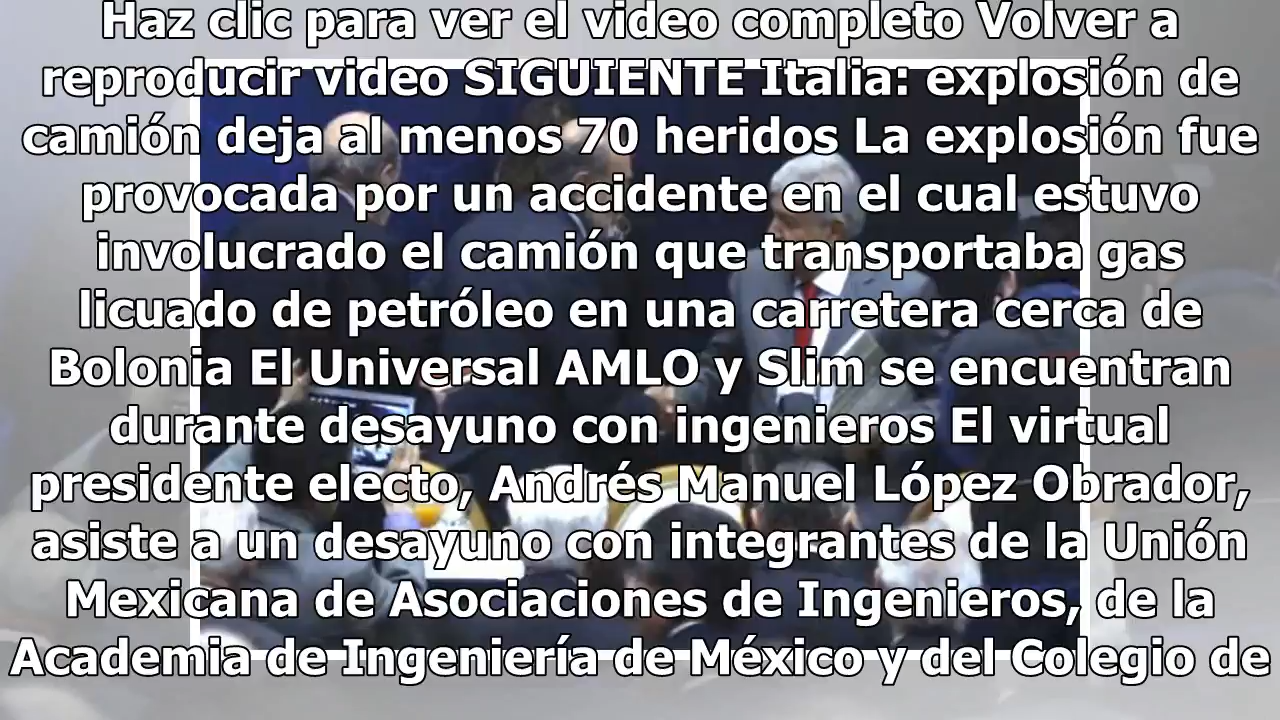 Haz clic para ver el video completo Volver a
reproducir video SIGUIENTE Italia: explosión de
camión deja al menos 70 heridos La explosión fue
provocada por un accidente en el cual estuvo
involucrado el camión que transportaba gas
licuado de petróleo en una carretera cerca de
Bolonia El Universal AMLO y Slim se encuentran
durante desayuno con ingenieros El virtual
presidente electo, Andrés Manuel López Obrador,
asiste a un desayuno con integrantes de la Unión
Mexicana de Asociaciones de Ingenieros, de la
Academia de Ingeniería de México y del Colegio de